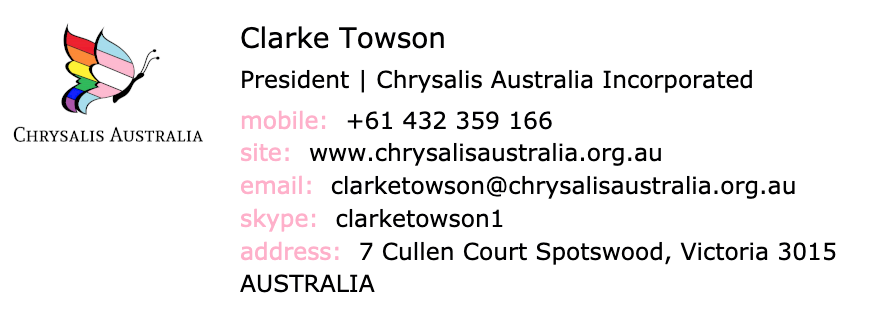 Clarke Towson
President | Chrysalis Australia Incorporated
mobile: +61 432 359 166
site: www.chrysalisaustralia.org.au
email: clarketowson@chrysalisaustralia.org.au
skype: clarketowson1
address: 7 Cullen Court Spotswood, Victoria 3015
AUSTRALIA
CHRYSALIS AUSTRALIA